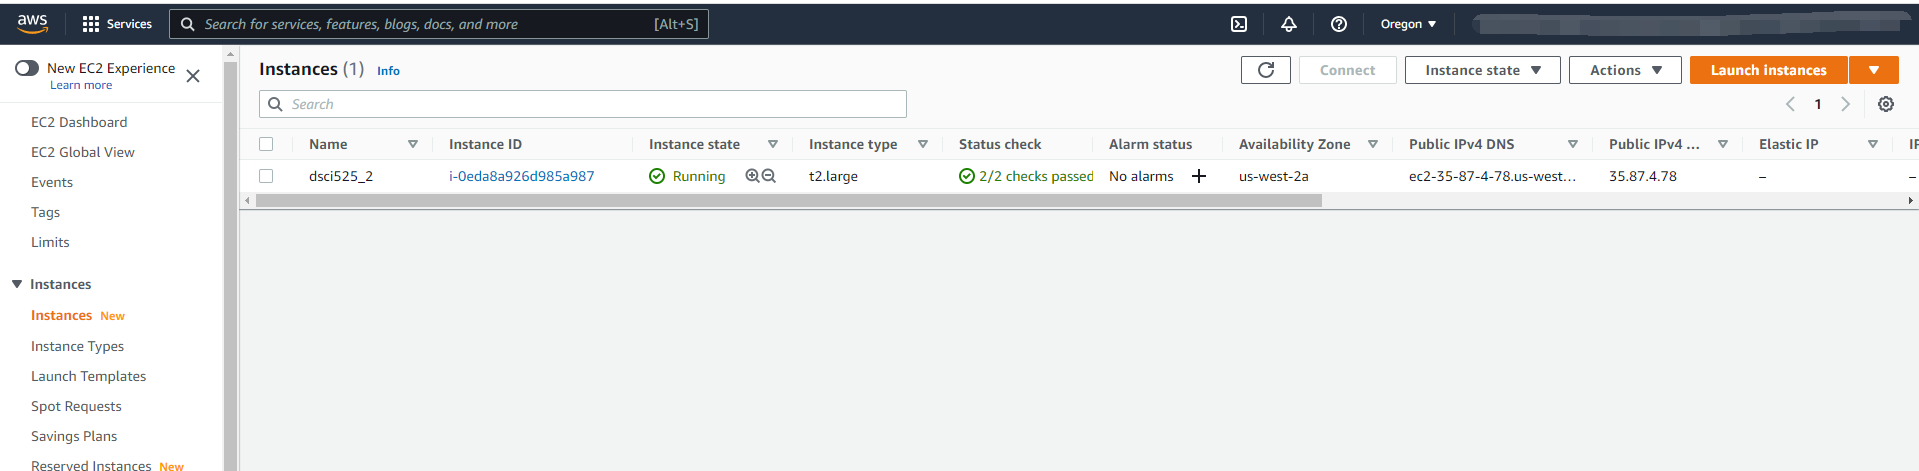 aws
Services
Search for services, features, blogs, docs, and more [Alt+S]
Oregon
New EC2 Experience
Learn more
EC2 Dashboard
EC2 Global View
Events
Tags
Limits
Instances
Instances New
Instance Types
Launch Templates
Spot Requests
Savings Plans
Reserved Instances New
Instances (1) Info
Connect
Instance state
Actions
Launch instances
Search
1
Name Instance ID Instance state Instance type Status check Alarm status Availability Zone Public IPv4 DNS Public IPv4 ... Elastic IP IP
dsci525_2 i-0eda8a926d985a987 Running t2.large 2/2 checks passed No alarms + us-west-2a ec2-35-87-4-78.us-west... 35.87.4.78 – –